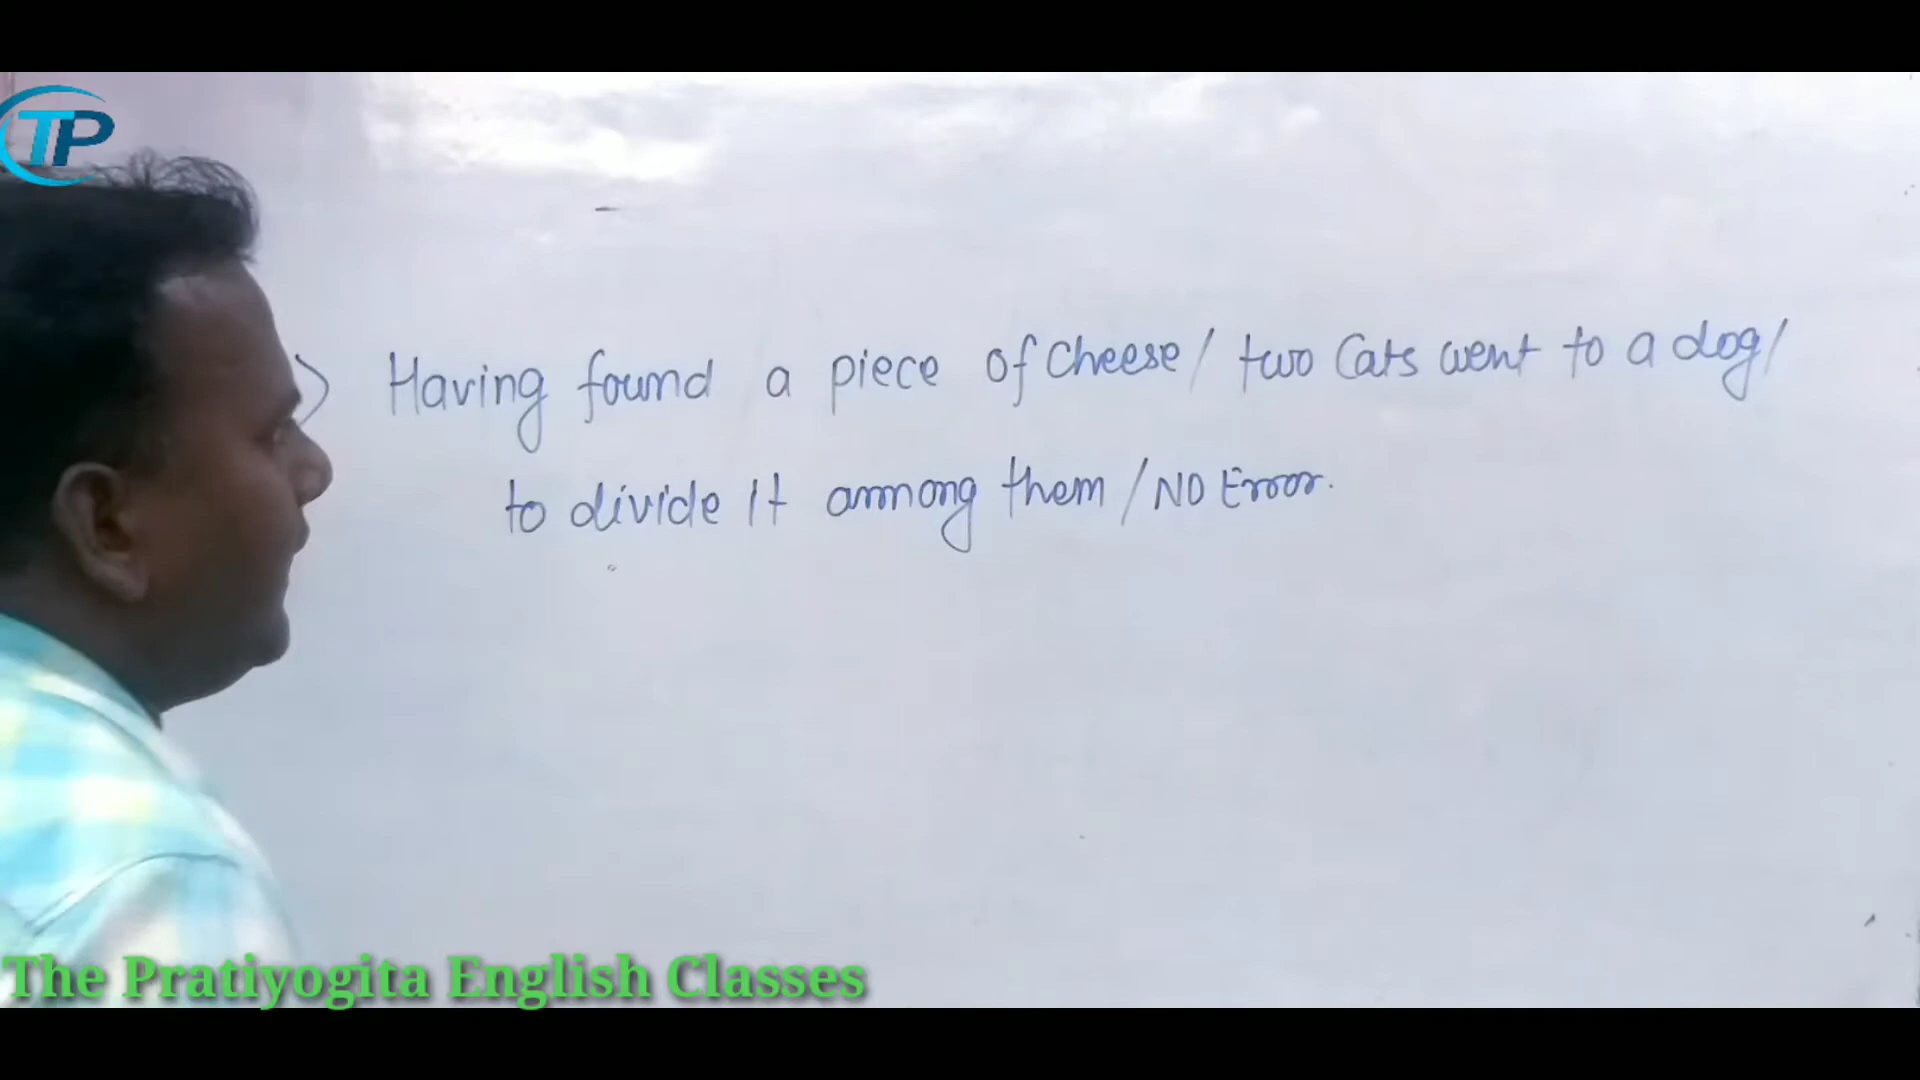 TP
> Having found a piece of Cheese / two Cats went to a dog /
to divide It among them / NO Error.
The Pratiyogita English Classes